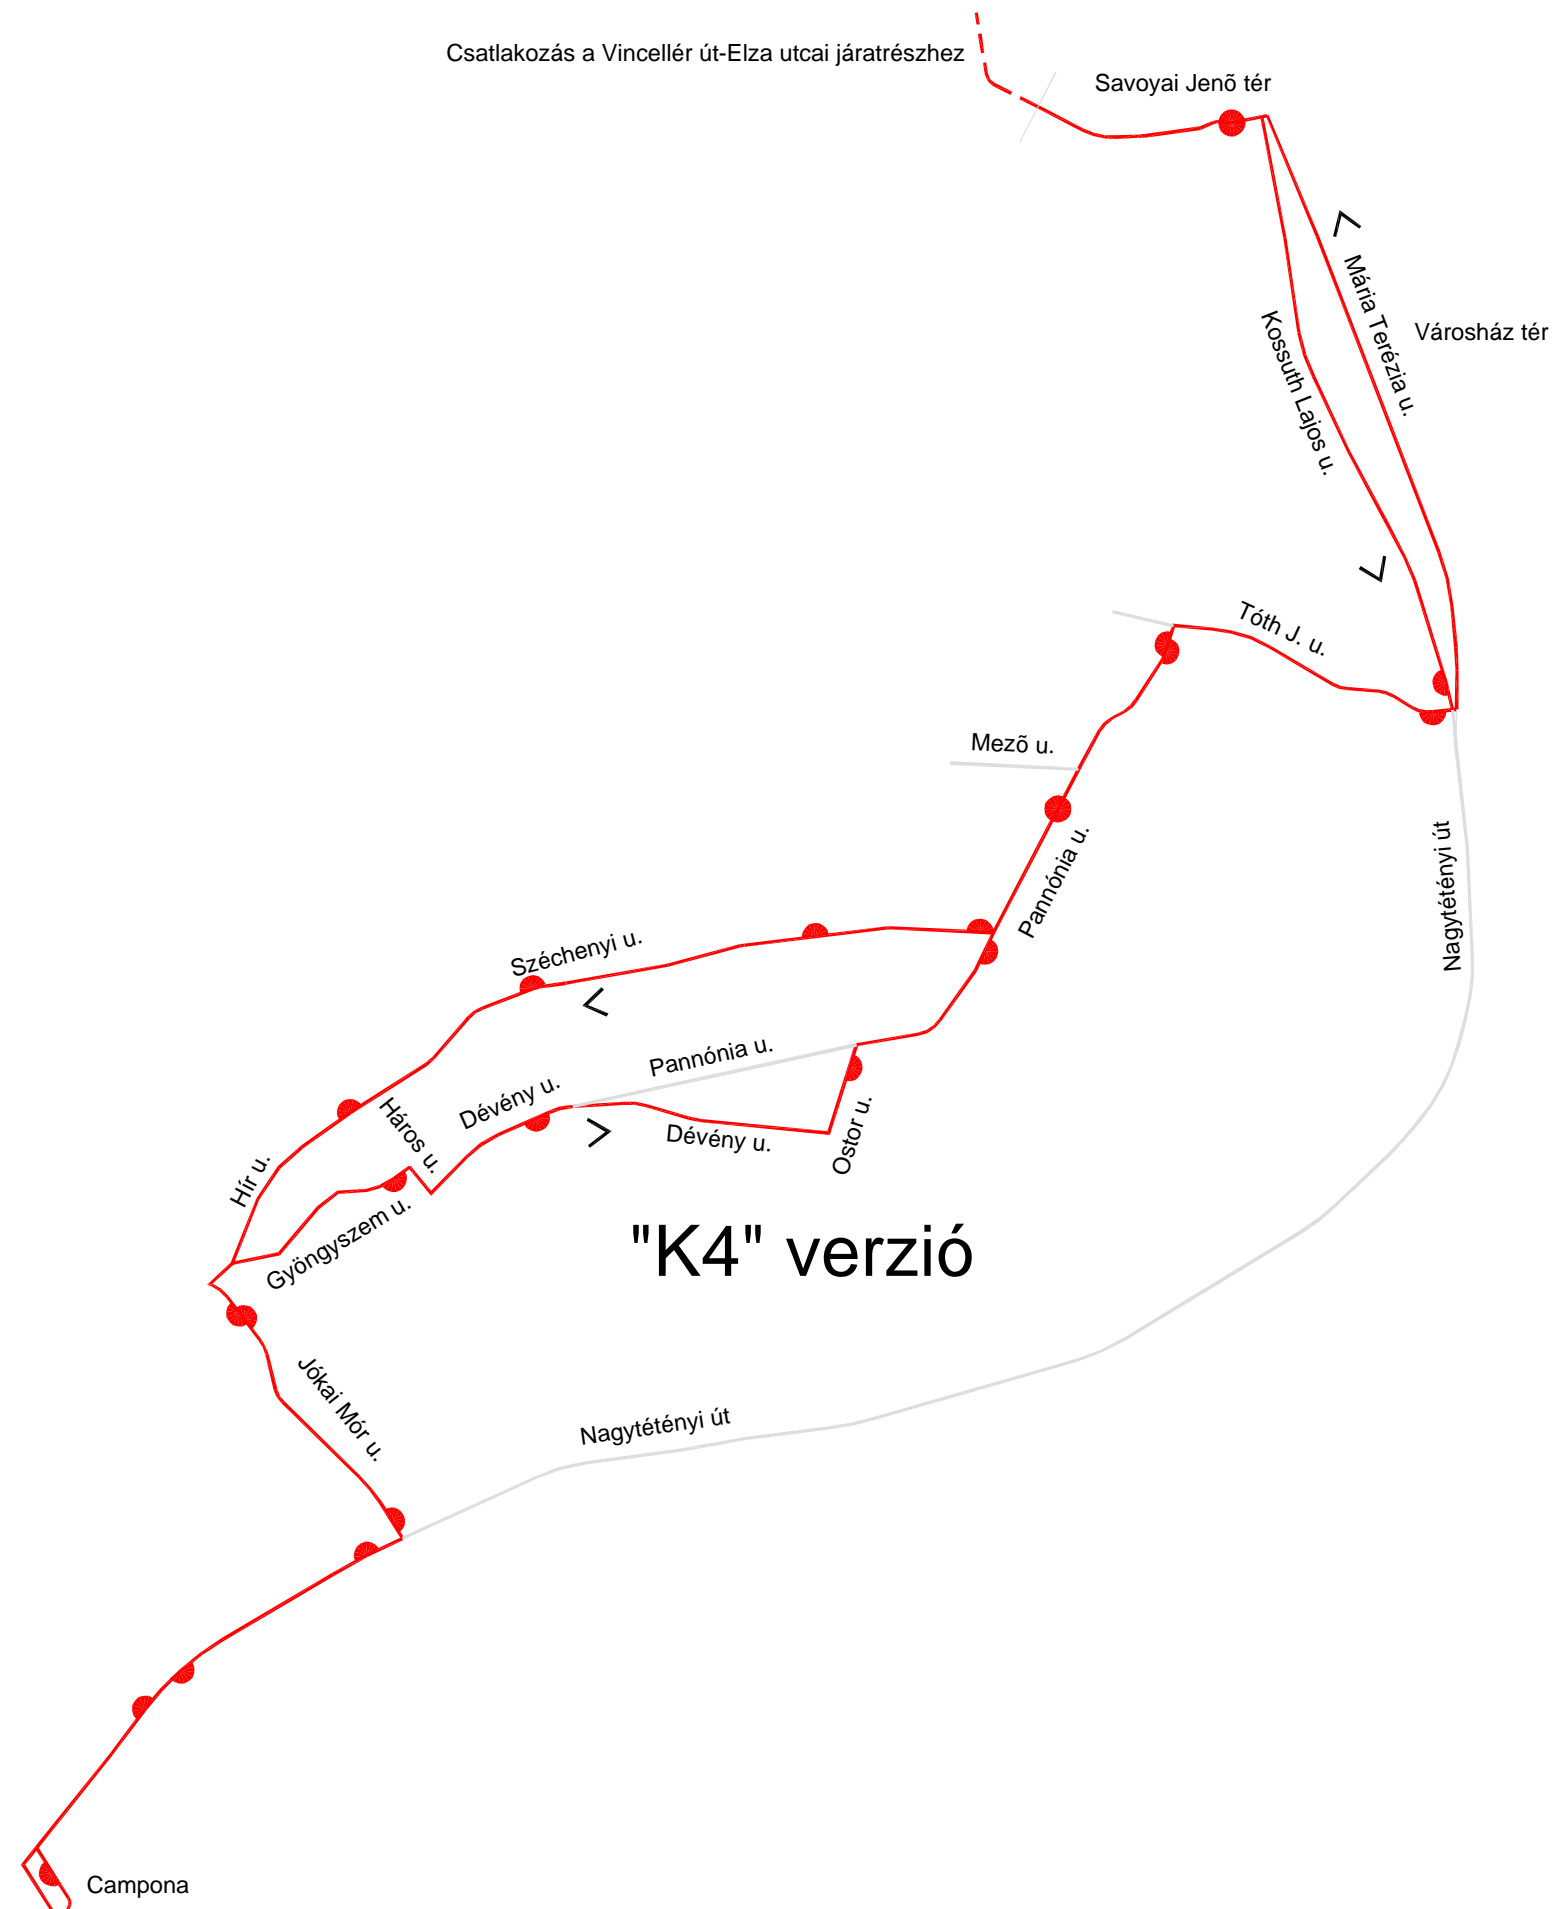 Csatlakozás a Vincellér út-Elza utcai járatrészhez
Savoyai Jenõ tér
Mária Terézia u.
Városház tér
Kossuth Lajos u.
Tóth J. u.
Mezõ u.
Pannónia u.
Nagytétényi út
Széchenyi u.
Pannónia u.
Dévény u.
Háros u.
Dévény u.
Ostor u.
Hír u.
Gyöngyszem u.
"K4" verzió
Jókai Mór u.
Nagytétényi út
Campona